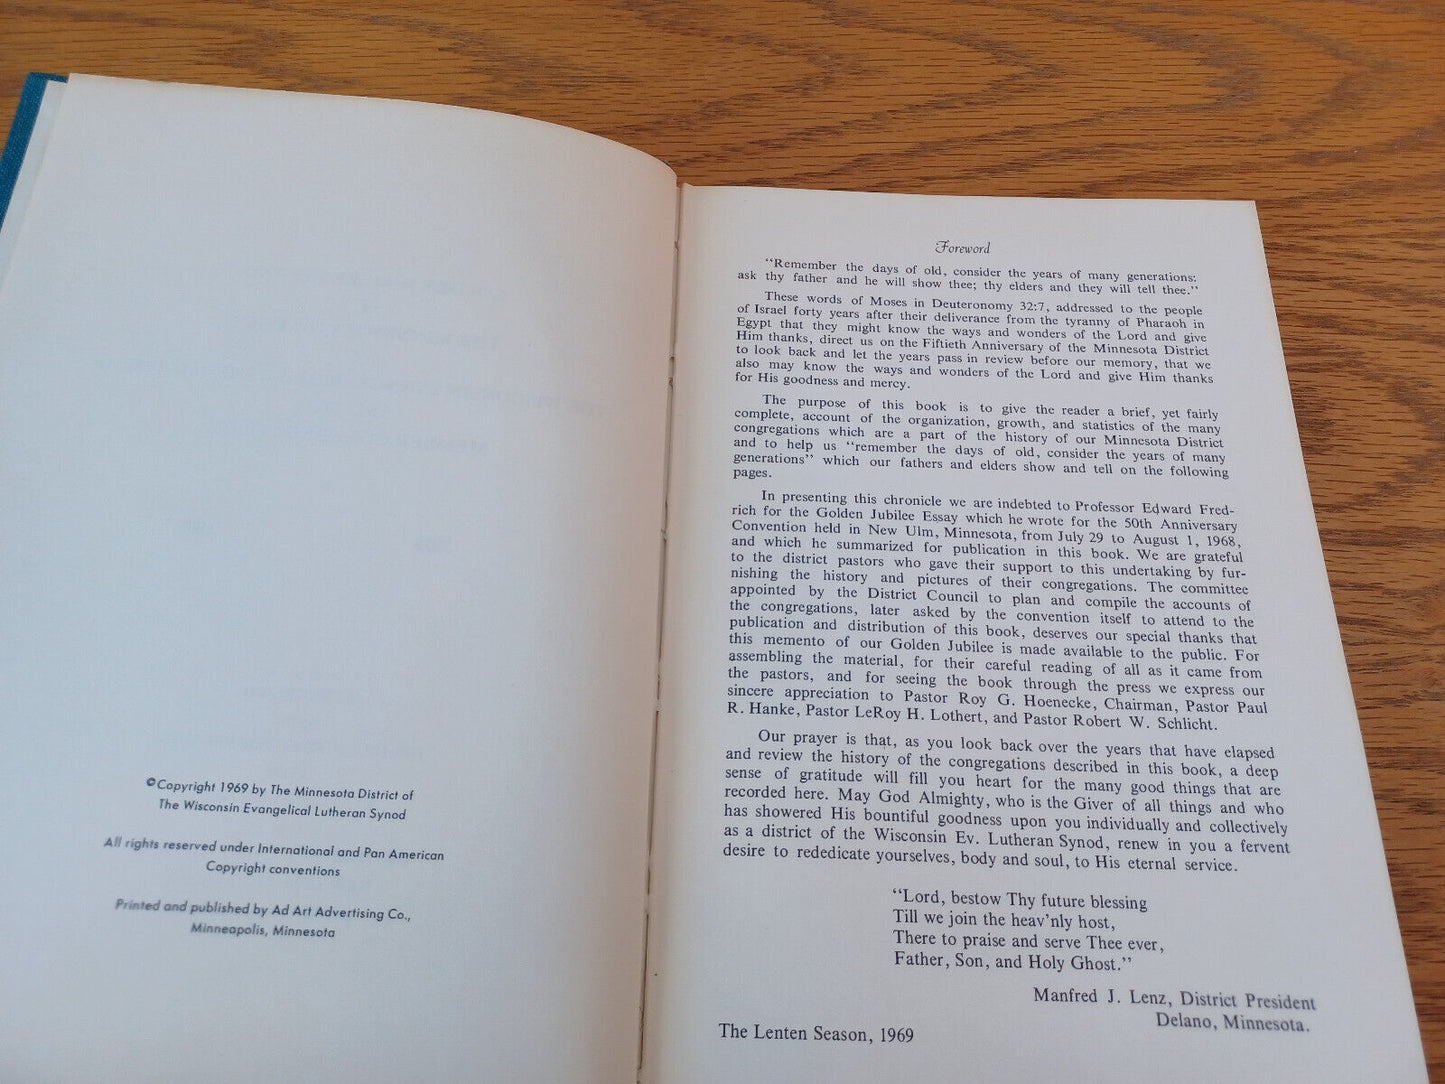 ©Copyright 1969 by The Minnesota District of
The Wisconsin Evangelical Lutheran Synod
All rights reserved under International and Pan American
Copyright conventions
Printed and published by Ad Art Advertising Co.,
Minneapolis, Minnesota
Foreword
"Remember the days of old, consider the years of many generations:
ask thy father and he will show thee; thy elders and they will tell thee."
These words of Moses in Deuteronomy 32:7, addressed to the people
of Israel forty years after their deliverance from the tyranny of Pharaoh in
Egypt that they might know the ways and wonders of the Lord and give
Him thanks, direct us on the Fiftieth Anniversary of the Minnesota District
to look back and let the years pass in review before our memory, that we
also may know the ways and wonders of the Lord and give Him thanks
for His goodness and mercy.
The purpose of this book is to give the reader a brief, yet fairly
complete, account of the organization, growth, and statistics of the many
congregations which are a part of the history of our Minnesota District
and to help us "remember the days of old, consider the years of many
generations" which our fathers and elders show and tell on the following
pages.
In presenting this chronicle we are indebted to Professor Edward Fred-
rich for the Golden Jubilee Essay which he wrote for the 50th Anniversary
Convention held in New Ulm, Minnesota, from July 29 to August 1, 1968,
and which he summarized for publication in this book. We are grateful
to the district pastors who gave their support to this undertaking by fur-
nishing the history and pictures of their congregations. The committee
appointed by the District Council to plan and compile the accounts of
the congregations, later asked by the convention itself to attend to the
publication and distribution of this book, deserves our special thanks that
this memento of our Golden Jubilee is made available to the public. For
assembling the material, for their careful reading of all as it came from
the pastors, and for seeing the book through the press we express our
sincere appreciation to Pastor Roy G. Hoenecke, Chairman, Pastor Paul
R. Hanke, Pastor LeRoy H. Lothert, and Pastor Robert W. Schlicht.
Our prayer is that, as you look back over the years that have elapsed
and review the history of the congregations described in this book, a deep
sense of gratitude will fill you heart for the many good things that are
recorded here. May God Almighty, who is the Giver of all things and who
has showered His bountiful goodness upon you individually and collectively
as a district of the Wisconsin Ev. Lutheran Synod, renew in you a fervent
desire to rededicate yourselves, body and soul, to His eternal service.
"Lord, bestow Thy future blessing
Till we join the heav'nly host,
There to praise and serve Thee ever,
Father, Son, and Holy Ghost."
Manfred J. Lenz, District President
Delano, Minnesota.
The Lenten Season, 1969